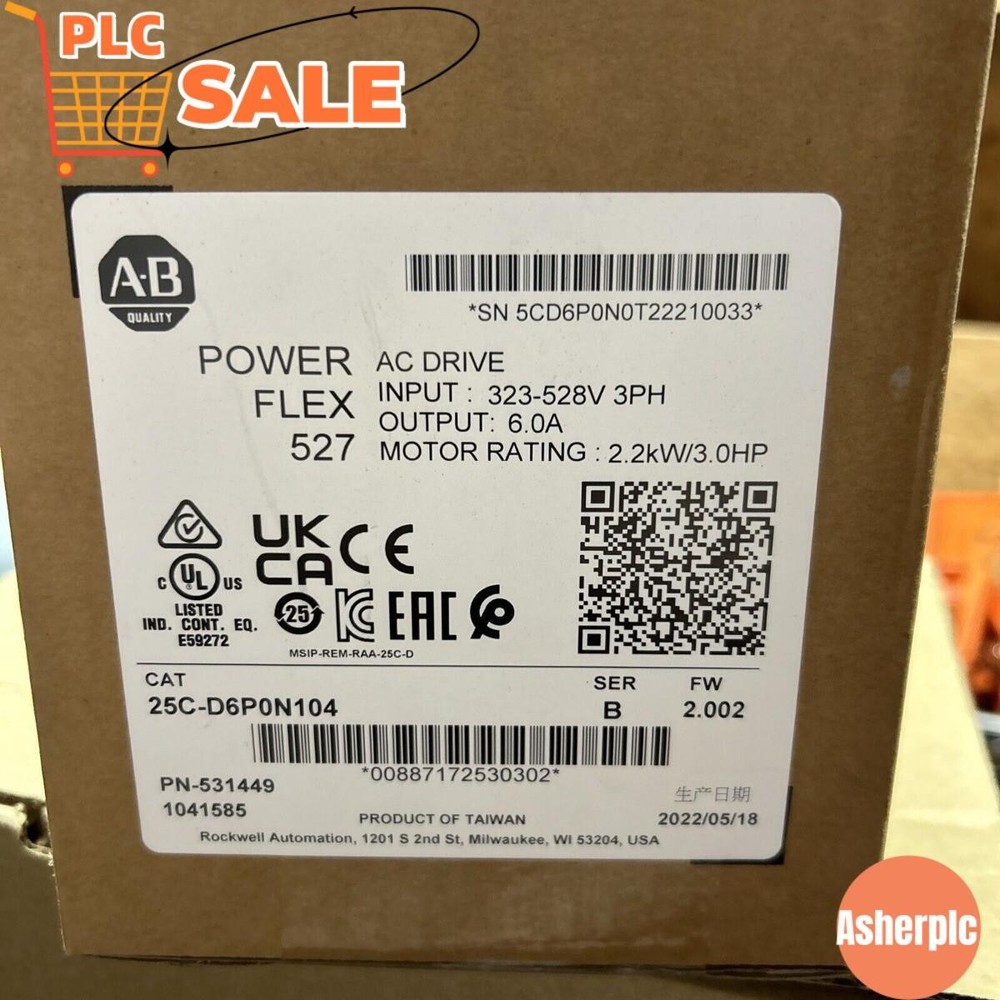 PLC
SALE
A-B
QUALITY
*SN 5CD6P0N0T22210033*
POWER
FLEX
527
AC DRIVE
INPUT : 323-528V 3PH
OUTPUT: 6.0A
MOTOR RATING : 2.2kW/3.0HP
UK
CA
CE
C UL US
LISTED
IND. CONT. EQ.
E59272
25
KC
EAC
MSIP-REM-RAA-25C-D
CAT
25C-D6P0N104
SER
B
FW
2.002
*00887172530302*
PN-531449
1041585
生产日期
2022/05/18
PRODUCT OF TAIWAN
Rockwell Automation, 1201 S 2nd St, Milwaukee, WI 53204, USA
Asherplc